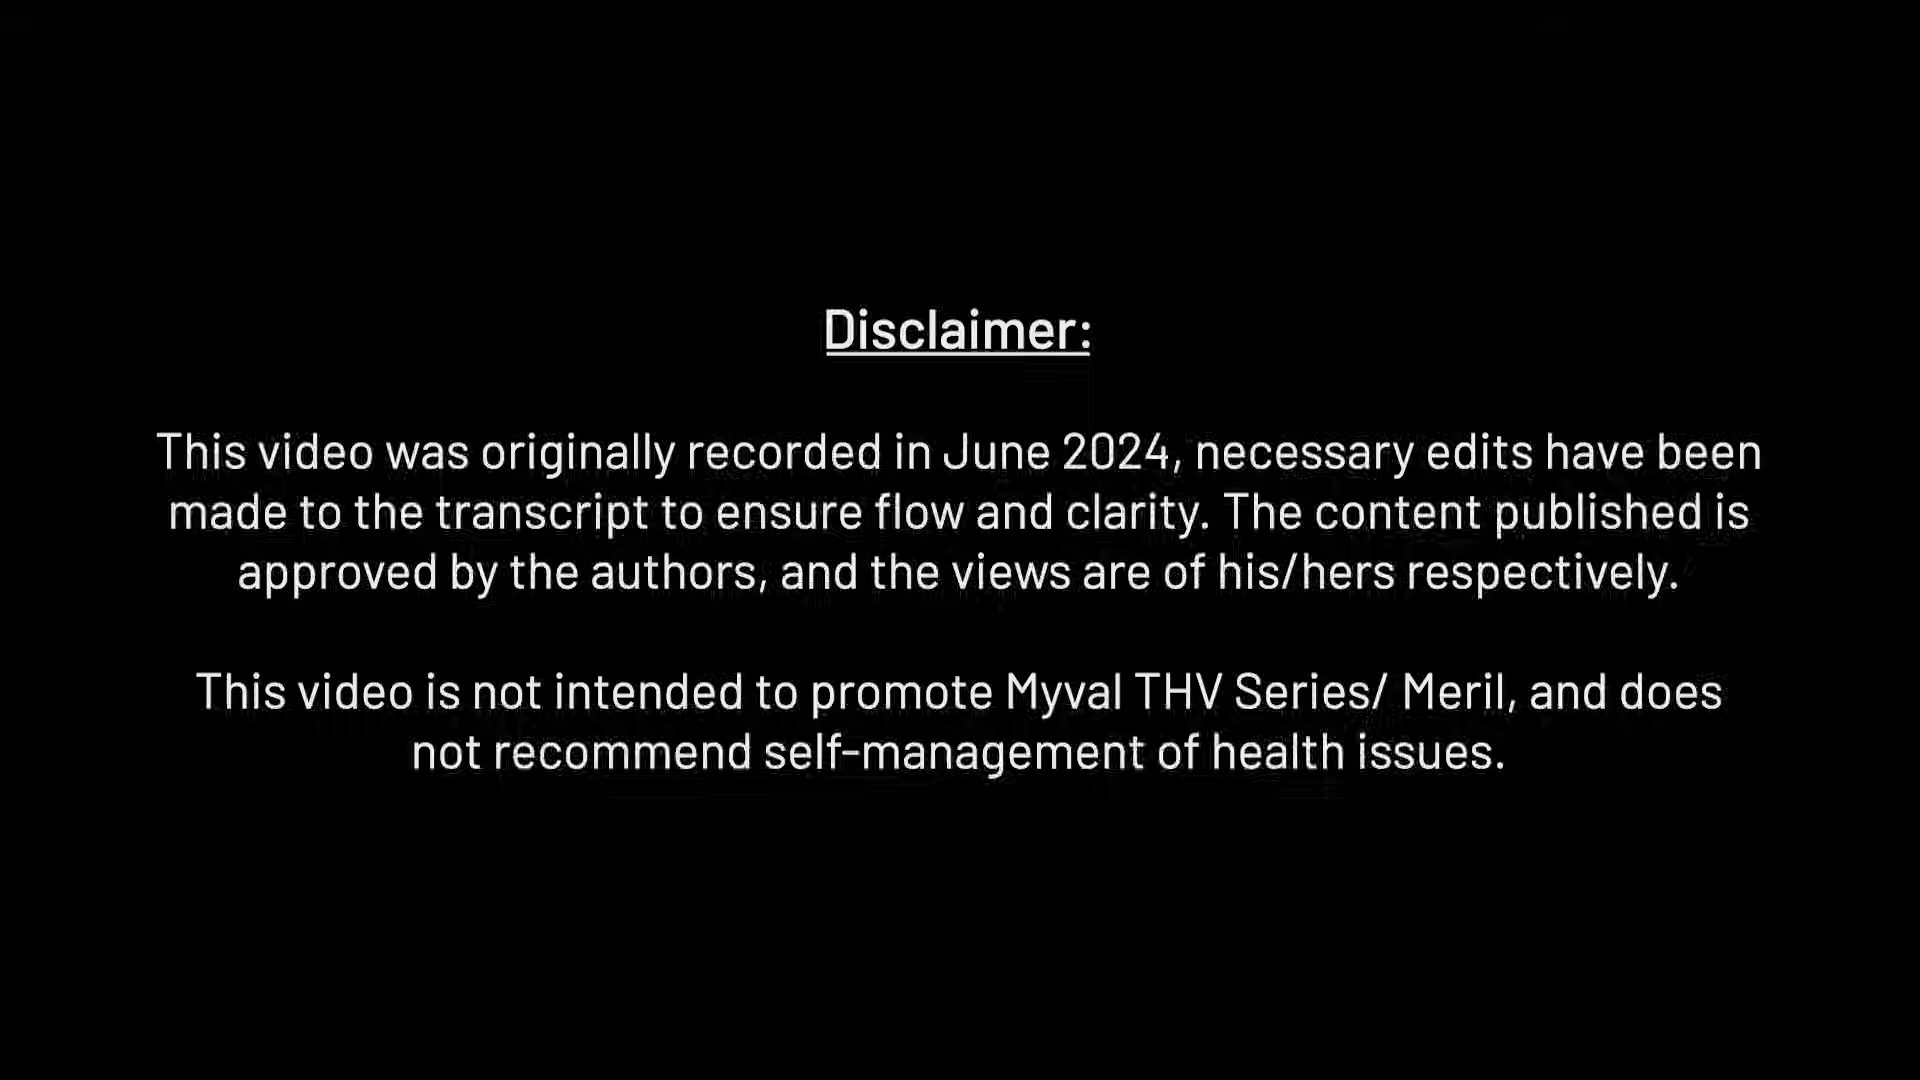 Disclaimer:
This video was originally recorded in June 2024, necessary edits have been
made to the transcript to ensure flow and clarity. The content published is
approved by the authors, and the views are of his/hers respectively.
This video is not intended to promote Myval THV Series/ Meril, and does
not recommend self-management of health issues.